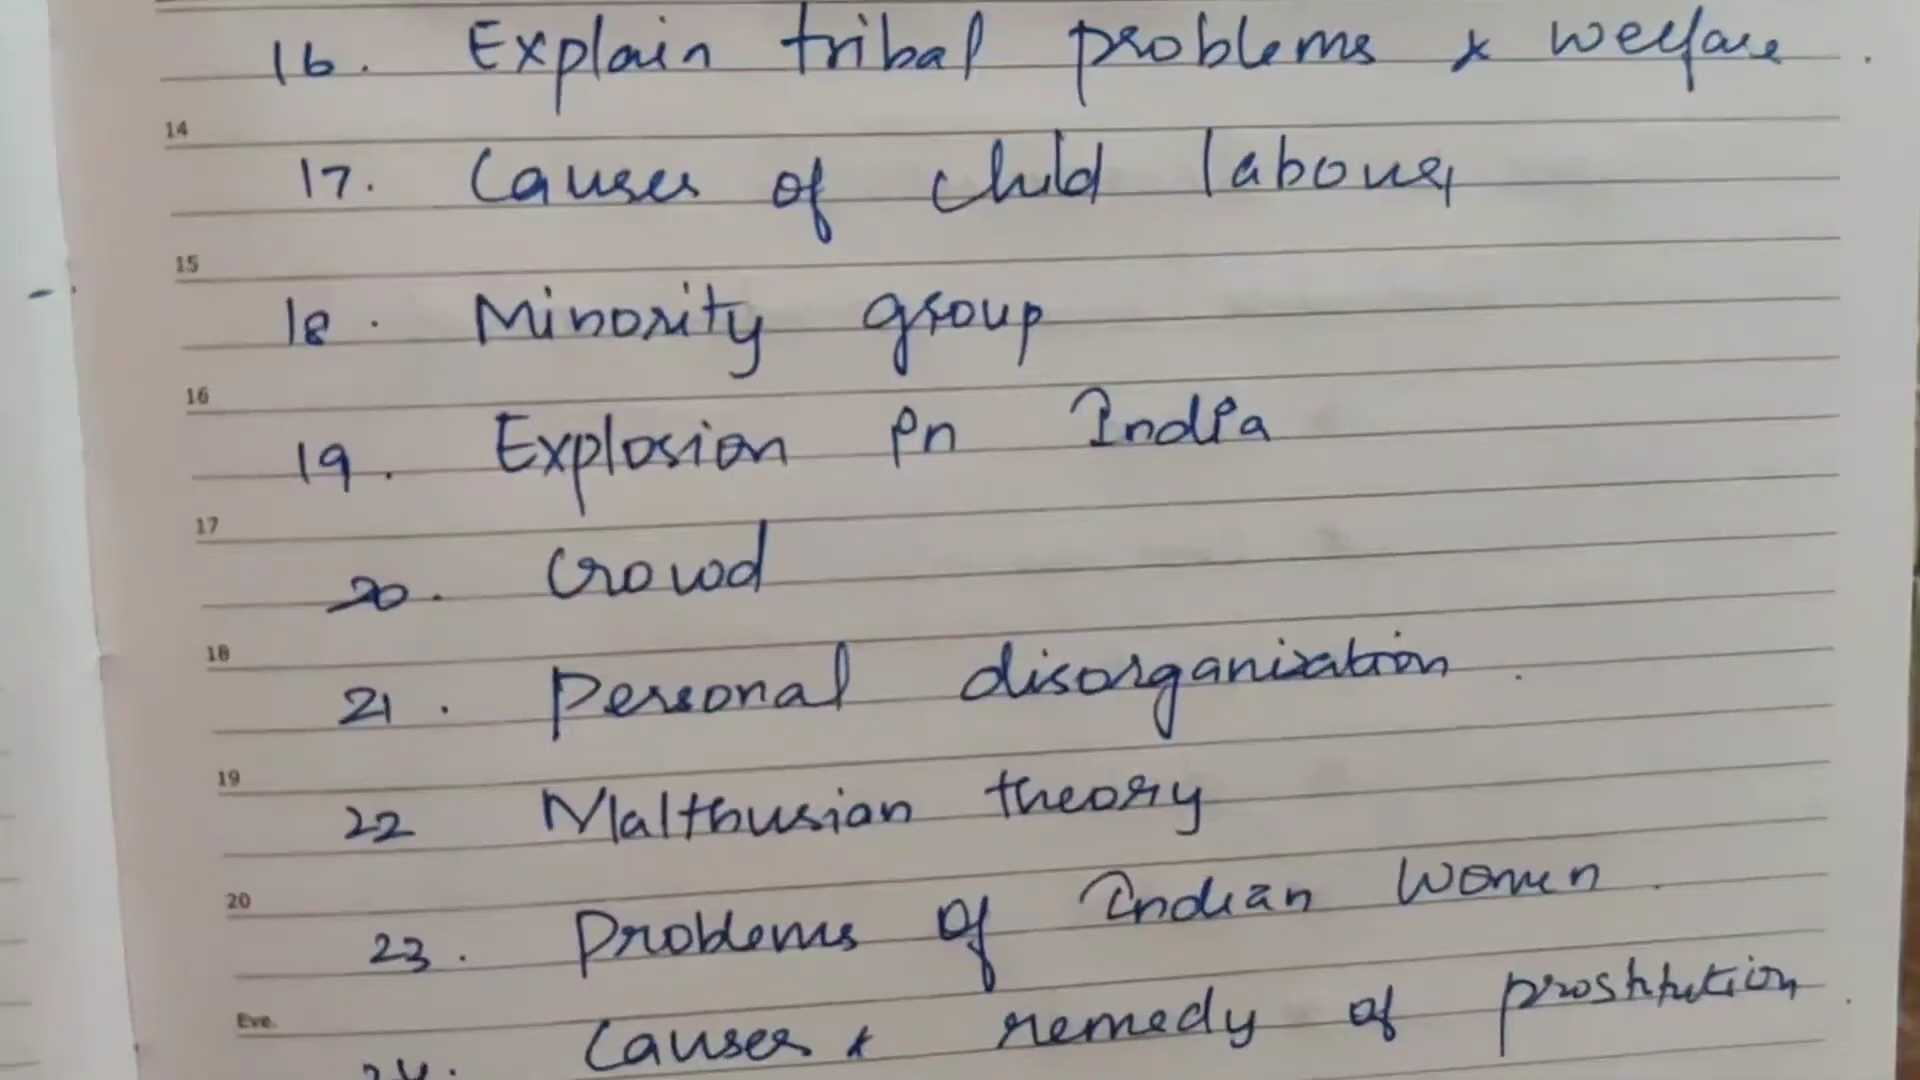 16. Explain tribal problems & welfare.
14
17. Causes of child labour
15
18. Minority group
16
19. Explosion in India
17
20. Crowd
18
21. Personal disorganization.
19
22 Malthusian theory
20
23. Problems of Indian Women.
Eve.
24. Causes & remedy of prostitution.